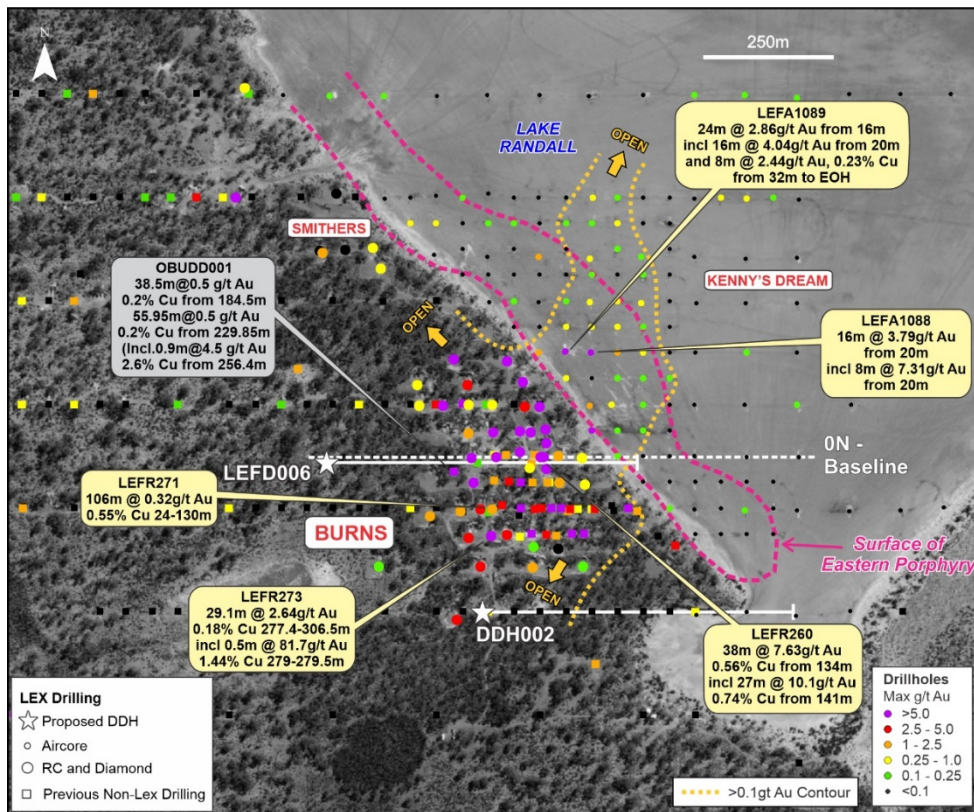 N
250m
LAKE
RANDALL
OPEN
LEFA1089
24m @ 2.86g/t Au from 16m
incl 16m @ 4.04g/t Au from 20m
and 8m @ 2.44g/t Au, 0.23% Cu
from 32m to EOH
SMITHERS
OBUDD001
38.5m@0.5 g/t Au
0.2% Cu from 184.5m
55.95m@0.5 g/t Au
0.2% Cu from 229.85m
(Incl.0.9m@4.5 g/t Au
2.6% Cu from 256.4m
KENNY'S DREAM
OPEN
LEFA1088
16m @ 3.79g/t Au
from 20m
incl 8m @ 7.31g/t Au
from 20m
0N -
Baseline
LEFD006
LEFR271
106m @ 0.32g/t Au
0.55% Cu 24-130m
BURNS
Surface of
Eastern Porphyry
OPEN
LEFR273
29.1m @ 2.64g/t Au
0.18% Cu 277.4-306.5m
incl 0.5m @ 81.7g/t Au
1.44% Cu 279-279.5m
DDH002
LEFR260
38m @ 7.63g/t Au
0.56% Cu from 134m
incl 27m @ 10.1g/t Au
0.74% Cu from 141m
LEX Drilling
Proposed DDH
Aircore
RC and Diamond
Previous Non-Lex Drilling
>0.1gt Au Contour
Drillholes
Max g/t Au
>5.0
2.5 - 5.0
1 - 2.5
0.25 - 1.0
0.1 - 0.25
<0.1